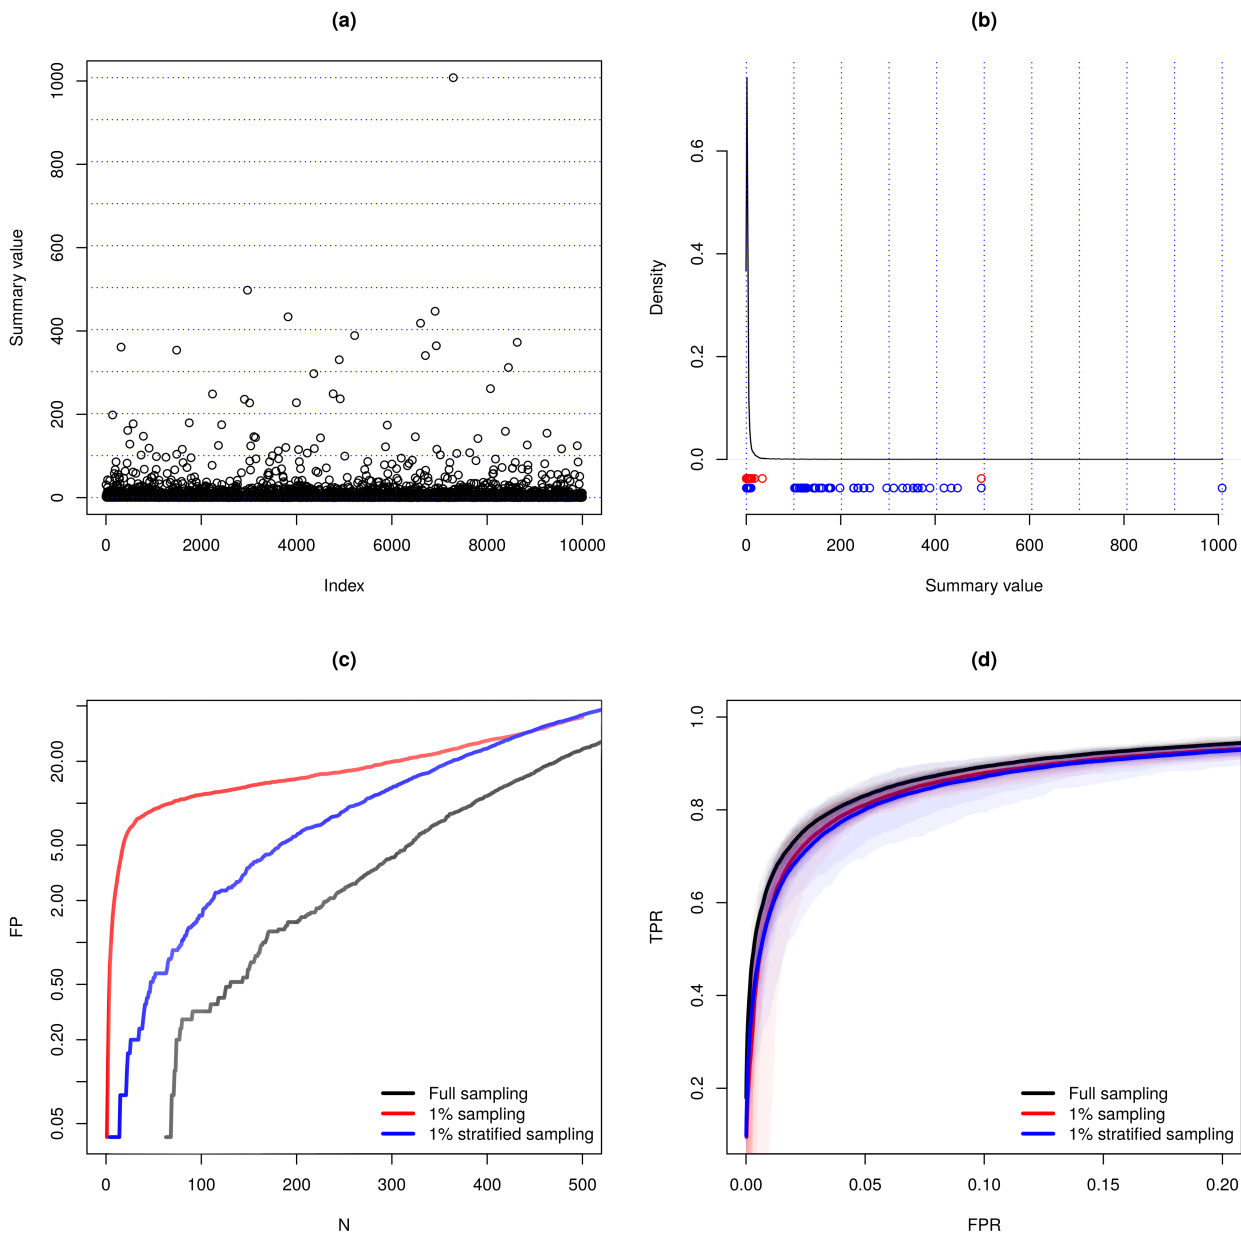 (a)
Summary value
0
200
400
600
800
1000
0
2000
4000
6000
8000
10000
Index
(b)
Density
0.0
0.2
0.4
0.6
0
200
400
600
800
1000
Summary value
(c)
FP
0.05
0.20
0.50
2.00
5.00
20.00
0
100
200
300
400
500
N
Full sampling
1% sampling
1% stratified sampling
(d)
TPR
0.2
0.4
0.6
0.8
1.0
0.00
0.05
0.10
0.15
0.20
FPR
Full sampling
1% sampling
1% stratified sampling